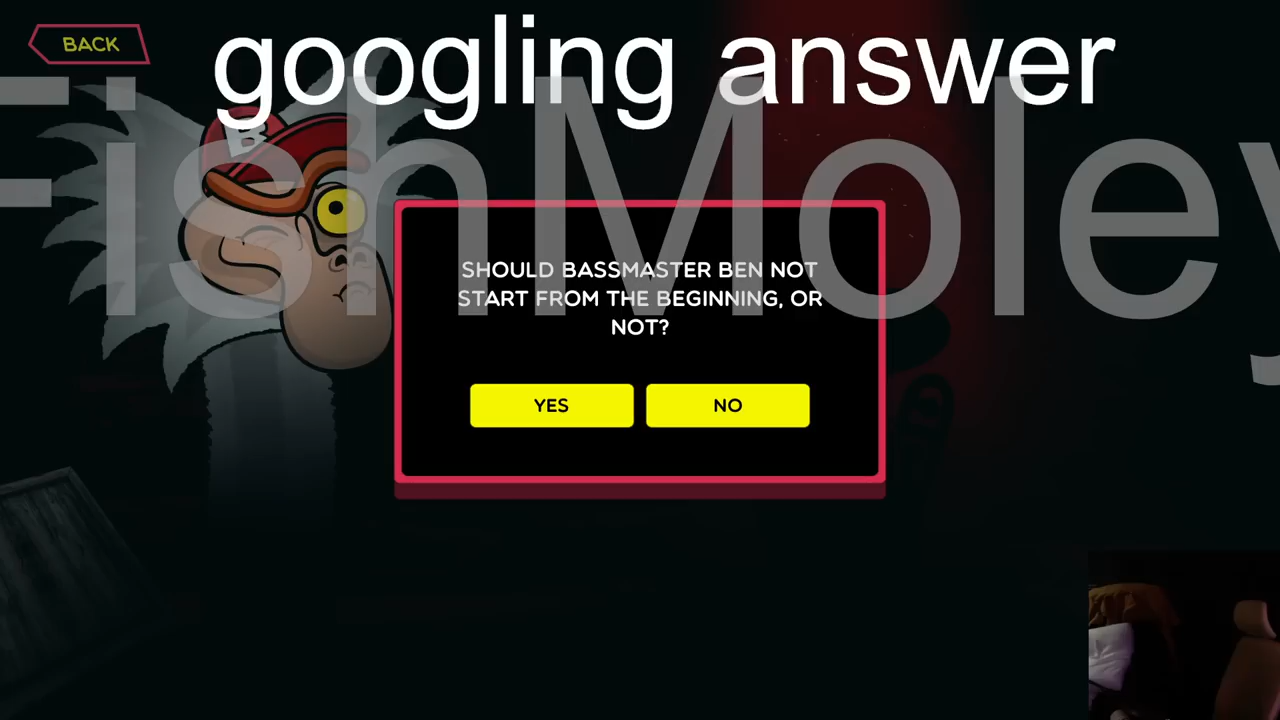 BACK
googling answer
FishMoley
B
SHOULD BASSMASTER BEN NOT
START FROM THE BEGINNING, OR
NOT?
YES
NO